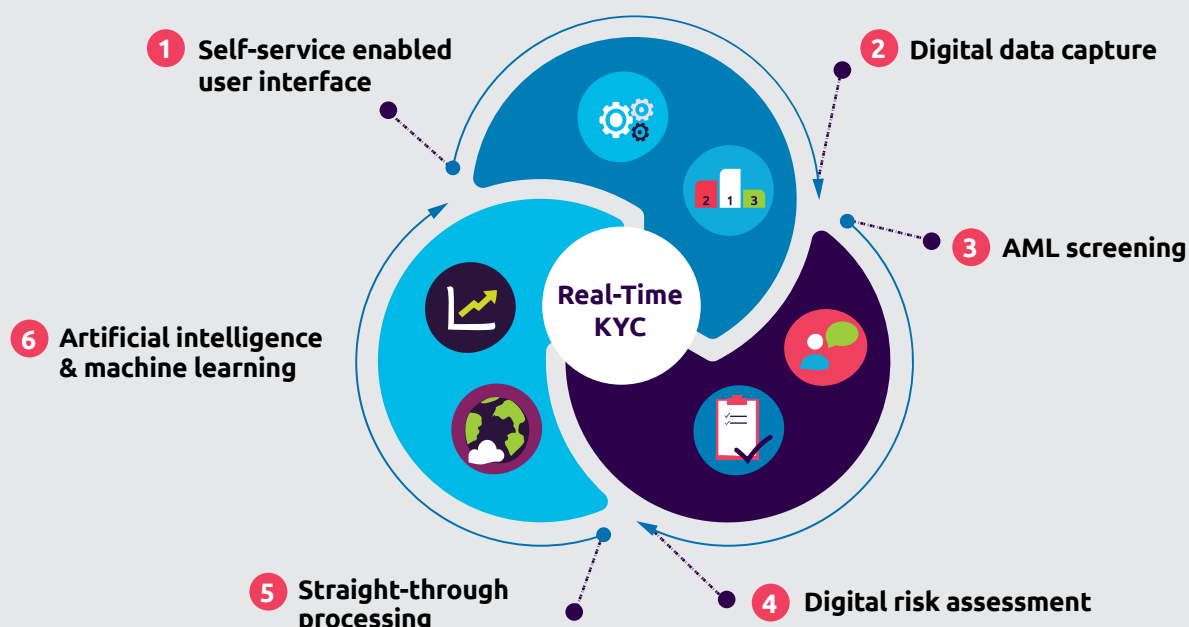 1 Self-service enabled
user interface
2 Digital data capture
2 1 3
3 AML screening
Real-Time
KYC
6 Artificial intelligence
& machine learning
5 Straight-through
processing
4 Digital risk assessment